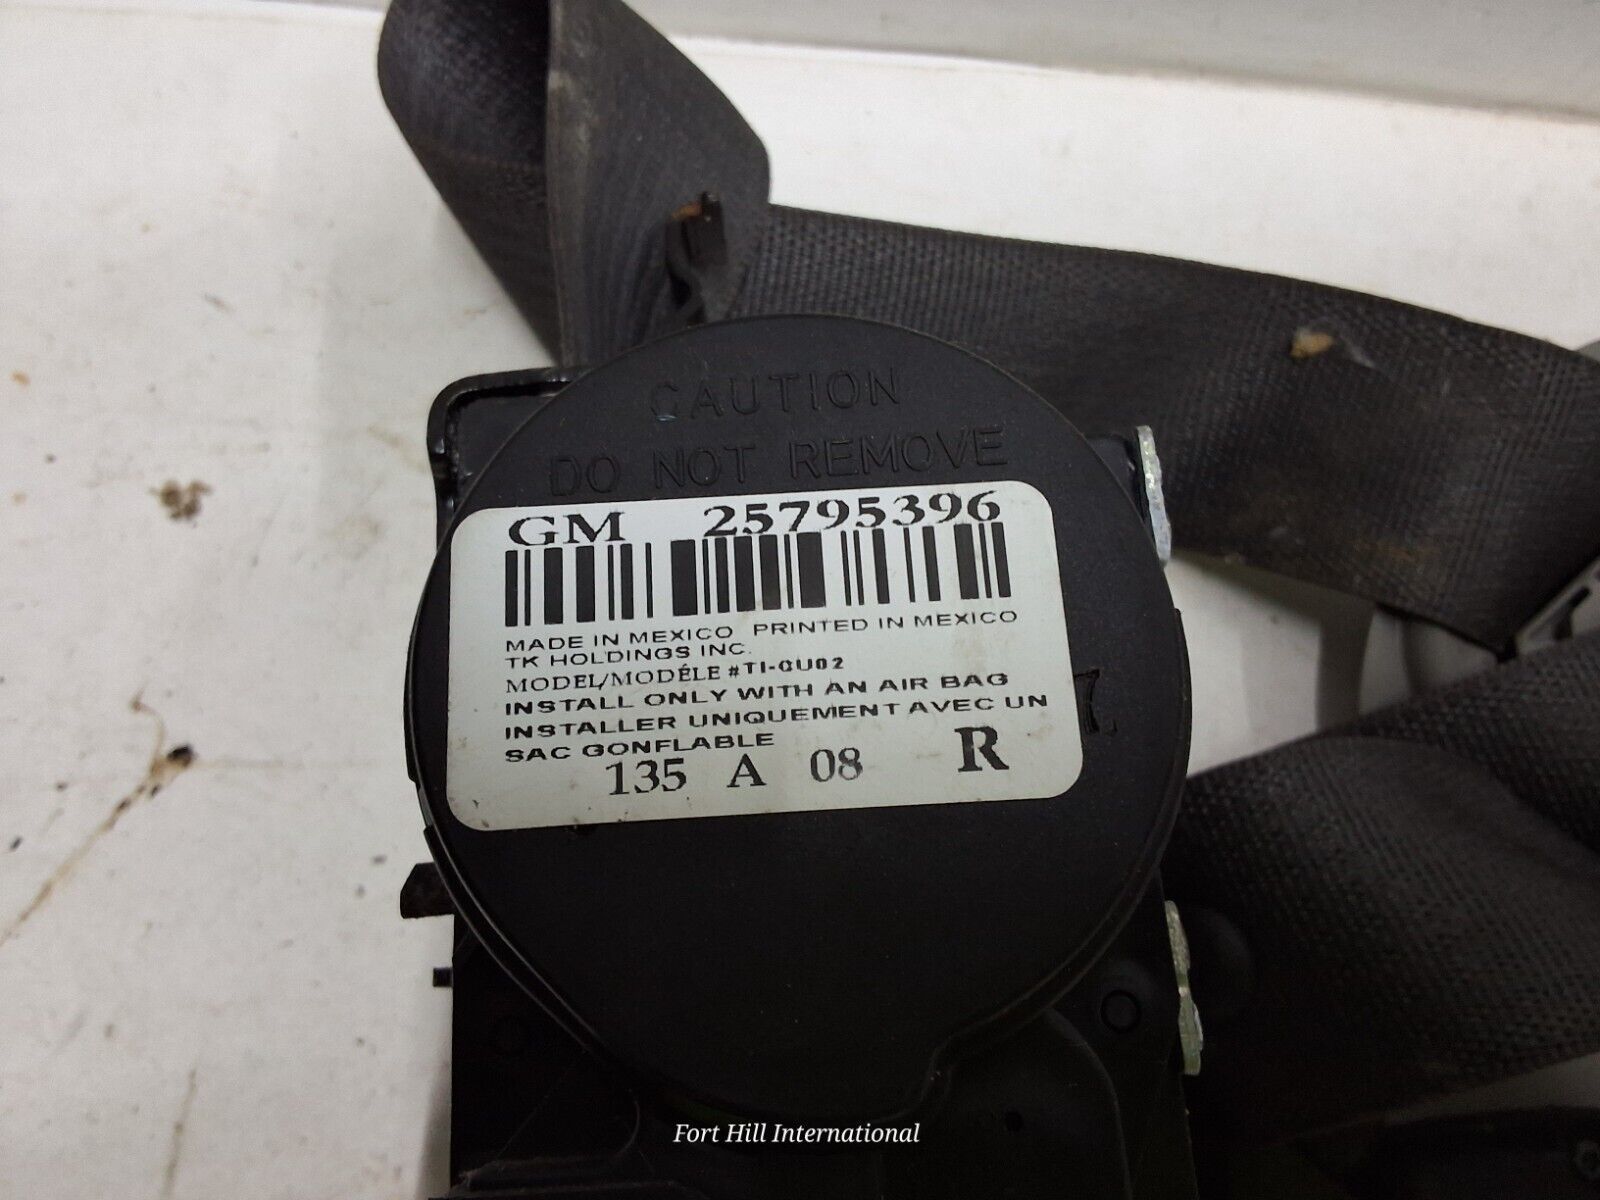 CAUTION
DO NOT REMOVE
GM 25795396
MADE IN MEXICO PRINTED IN MEXICO
TK HOLDINGS INC.
MODEL/MODÉLE #TI-GU02
INSTALL ONLY WITH AN AIR BAG
INSTALLER UNIQUEMENT AVEC UN
SAC GONFLABLE
135 A 08 R
Fort Hill International